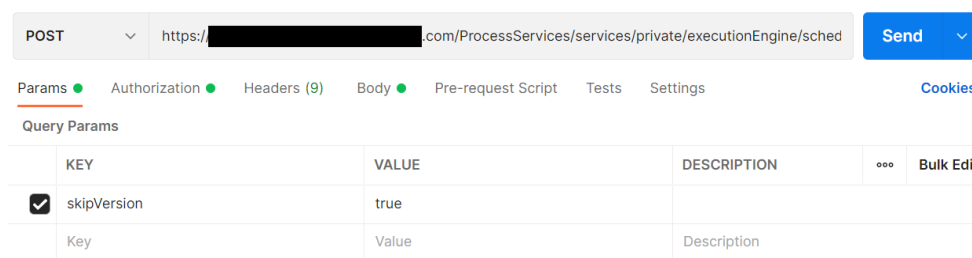 POST https:// .com/ProcessServices/services/private/executionEngine/sched Send
Params Authorization Headers (9) Body Pre-request Script Tests Settings Cookies
Query Params
KEY VALUE DESCRIPTION ooo Bulk Edi
skipVersion true
Key Value Description